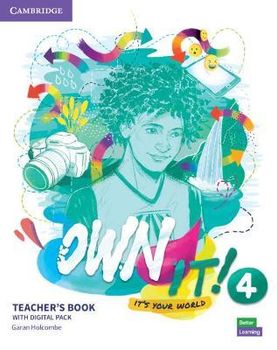 CAMBRIDGE
OWN
IT!
4
IT'S YOUR WORLD
TEACHER'S BOOK
WITH DIGITAL PACK
Garan Holcombe
Better
Learning